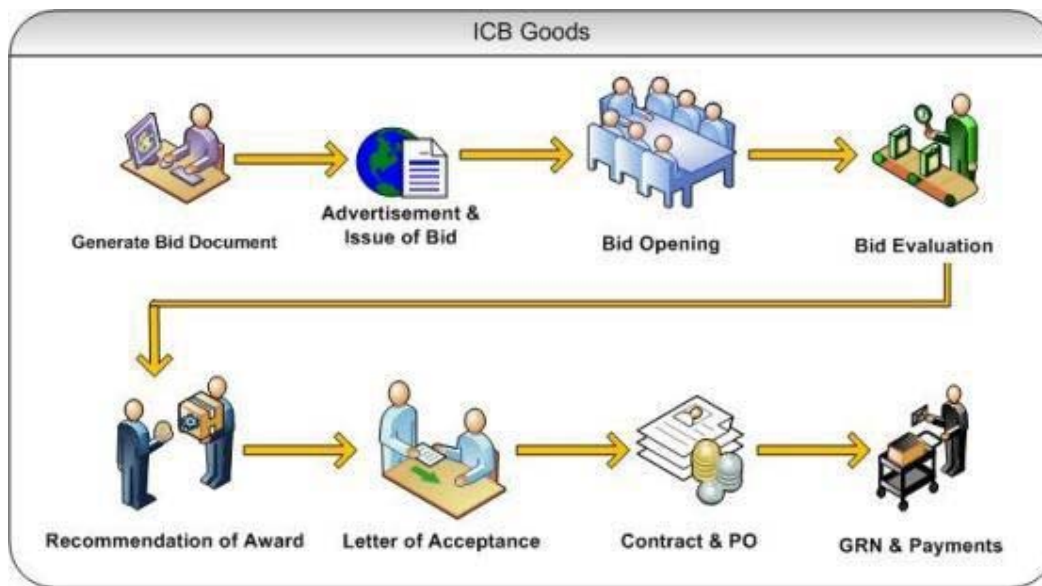 ICB Goods
Generate Bid Document
Advertisement &
Issue of Bid
Bid Opening
Bid Evaluation
Recommendation of Award
Letter of Acceptance
Contract & PO
GRN & Payments